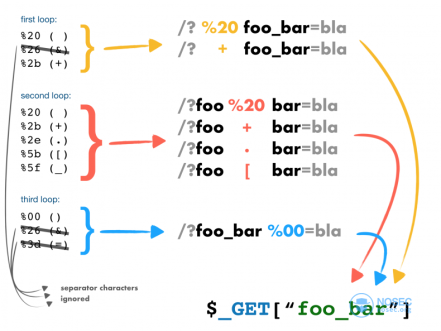 first loop:
%20 ( )
%26 (&)
%2b (+)
/? %20 foo_bar=bla
/? + foo_bar=bla
second loop:
%20 ( )
%2b (+)
%2e (.)
%5b ([)
%5f (_)
/?foo %20 bar=bla
/?foo + bar=bla
/?foo . bar=bla
/?foo [ bar=bla
third loop:
%00 ()
%26 (&)
%3d (=)
/?foo_bar %00=bla
separator characters
ignored
$_GET[“foo_bar”]
NOSEC
nosec.org